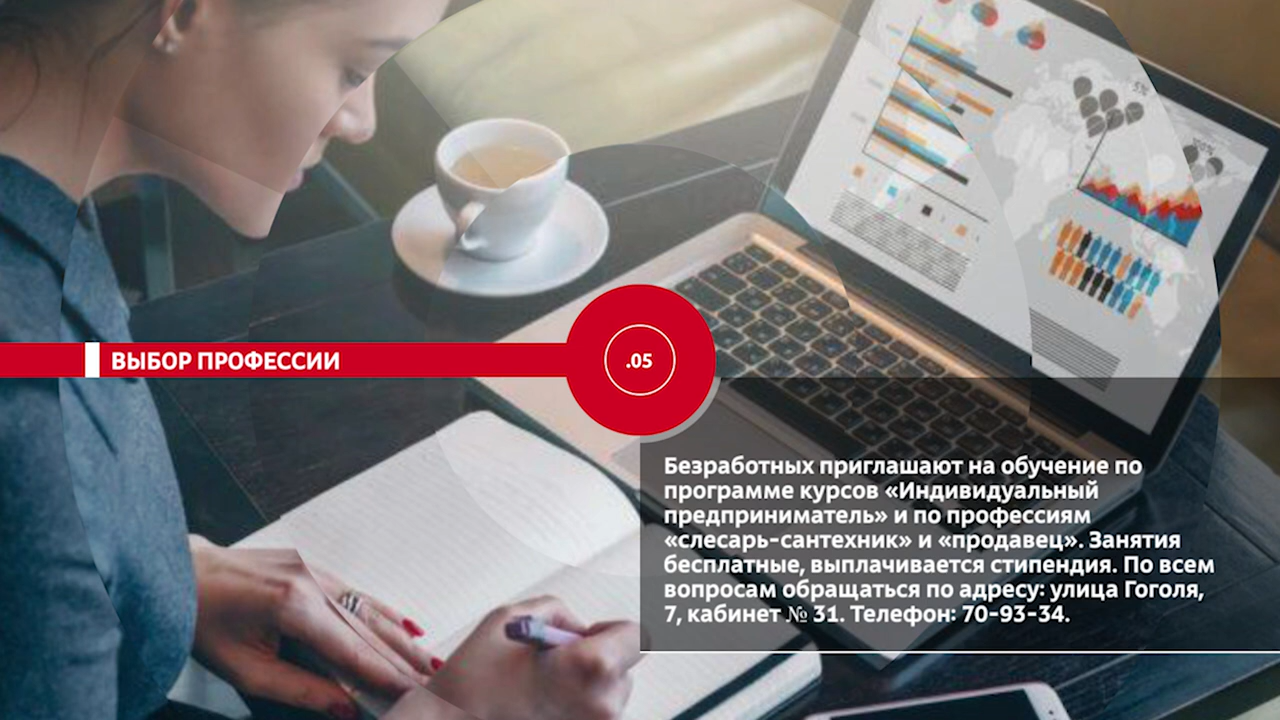 ВЫБОР ПРОФЕССИИ
.05
Безработных приглашают на обучение по
программе курсов «Индивидуальный
предприниматель» и по профессиям
«слесарь-сантехник» и «продавец». Занятия
бесплатные, выплачивается стипендия. По всем
вопросам обращаться по адресу: улица Гоголя,
7, кабинет № 31. Телефон: 70-93-34.